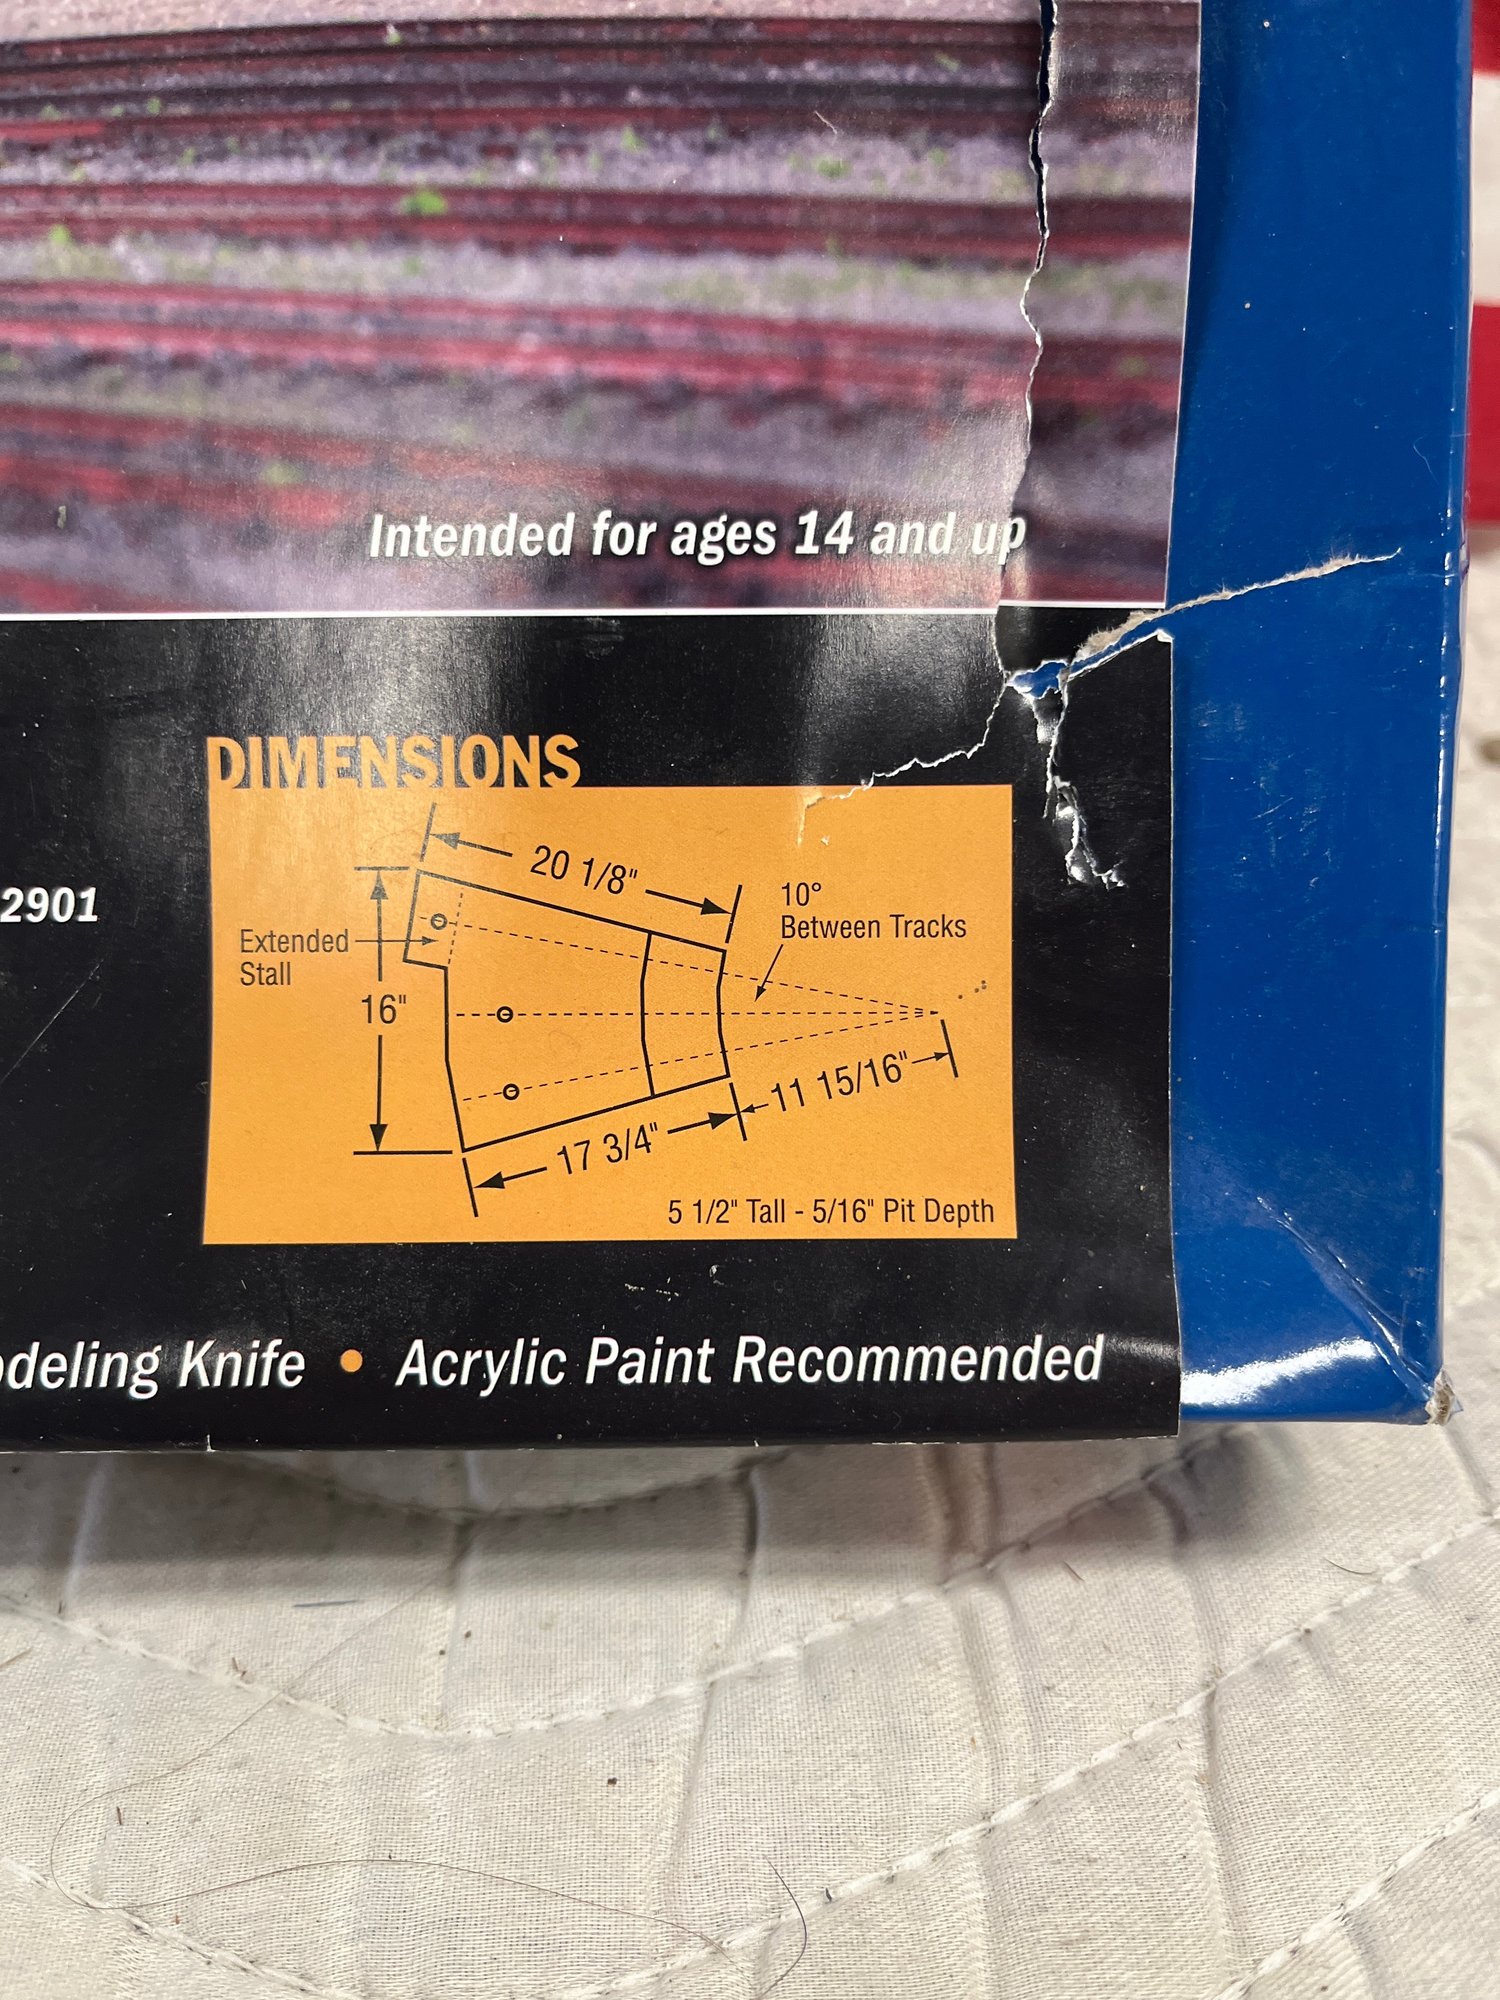 Intended for ages 14 and up
DIMENSIONS
20 1/8"
10°
Between Tracks
2901
Extended
Stall
16"
11 15/16"
17 3/4"
5 1/2" Tall - 5/16" Pit Depth
Knife • Acrylic Paint Recommended